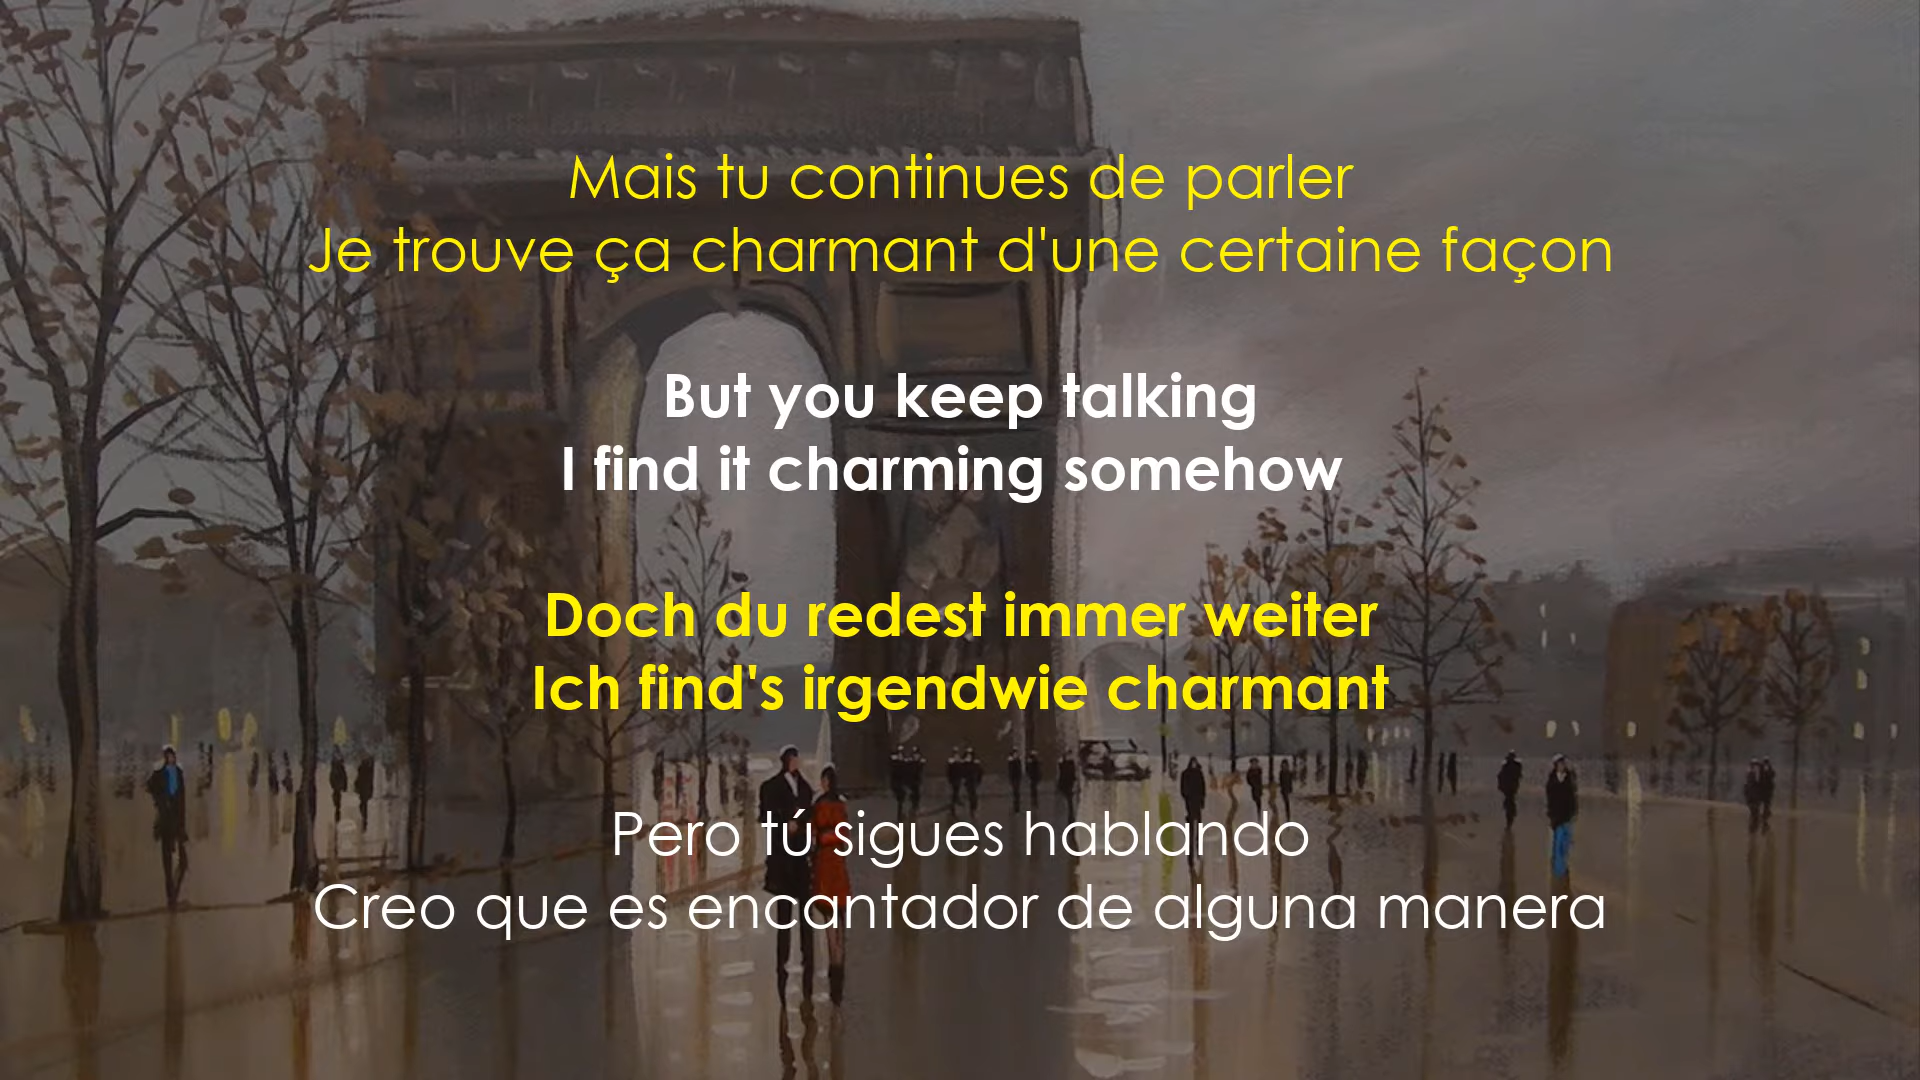 Mais tu continues de parler
Je trouve ça charmant d'une certaine façon
But you keep talking
I find it charming somehow
Doch du redest immer weiter
Ich find's irgendwie charmant
Pero tú sigues hablando
Creo que es encantador de alguna manera